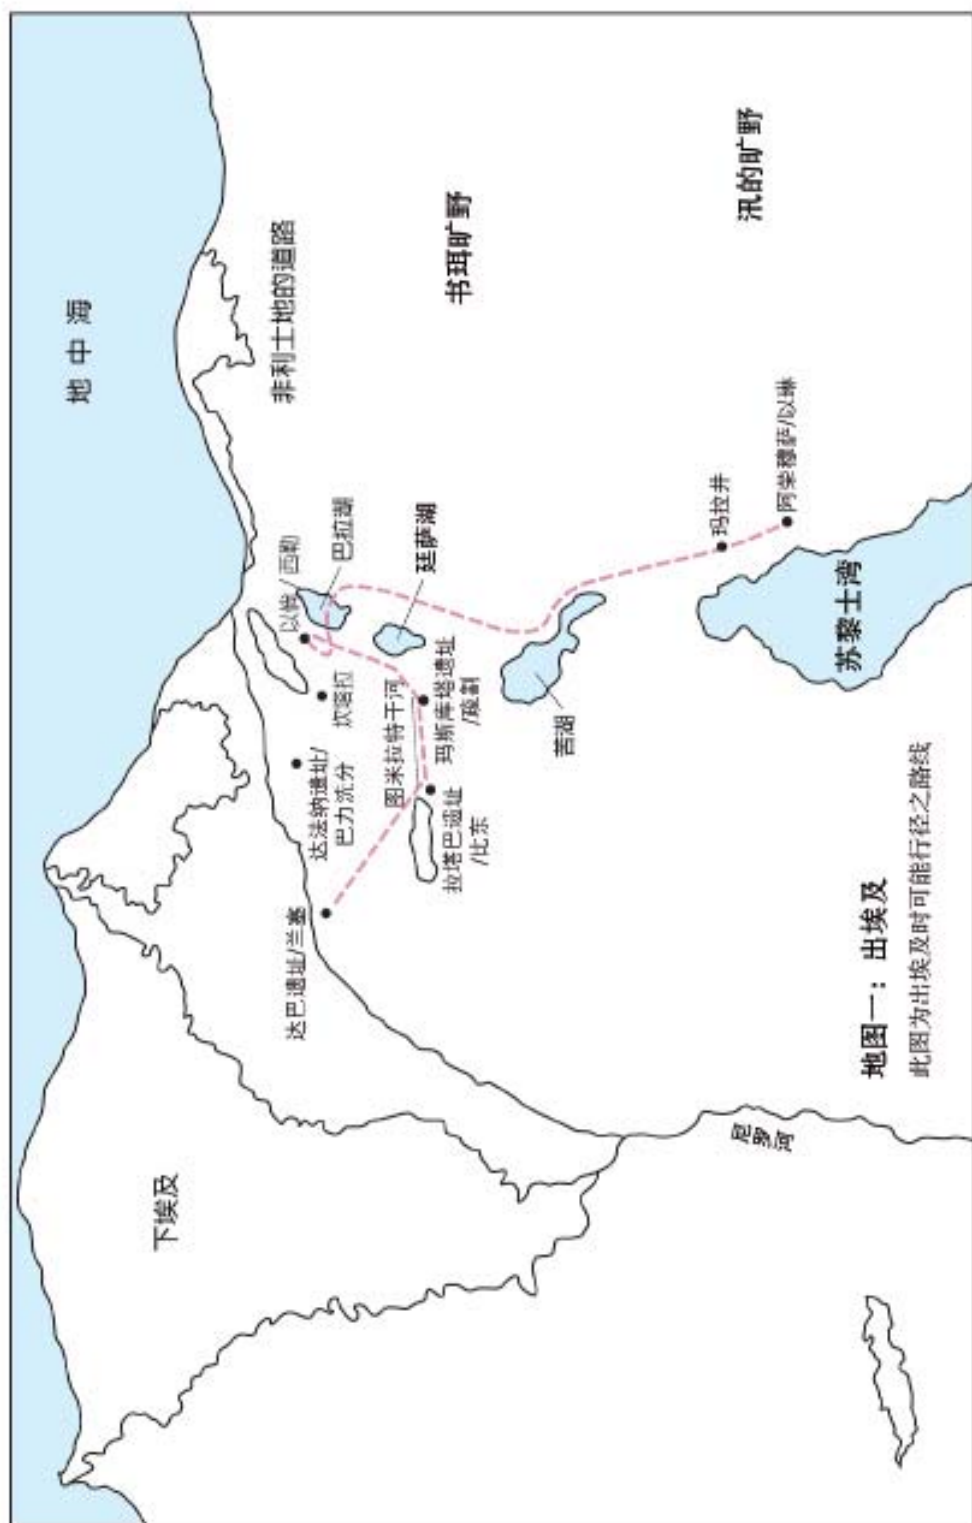 地中海
非利士地的道路
书珥旷野
汛的旷野
西勒
巴拉湖
廷萨湖
坎塔拉
达法纳遗址/
巴力洗分
图米拉特干河
玛斯库塔遗址
/疏割
拉塔巴遗址
/比东
达巴遗址/兰塞
下埃及
苦湖
玛拉井
阿荣穆萨/以琳
苏黎士湾
尼罗河
地图一：出埃及
此图为出埃及时可能行径之路线